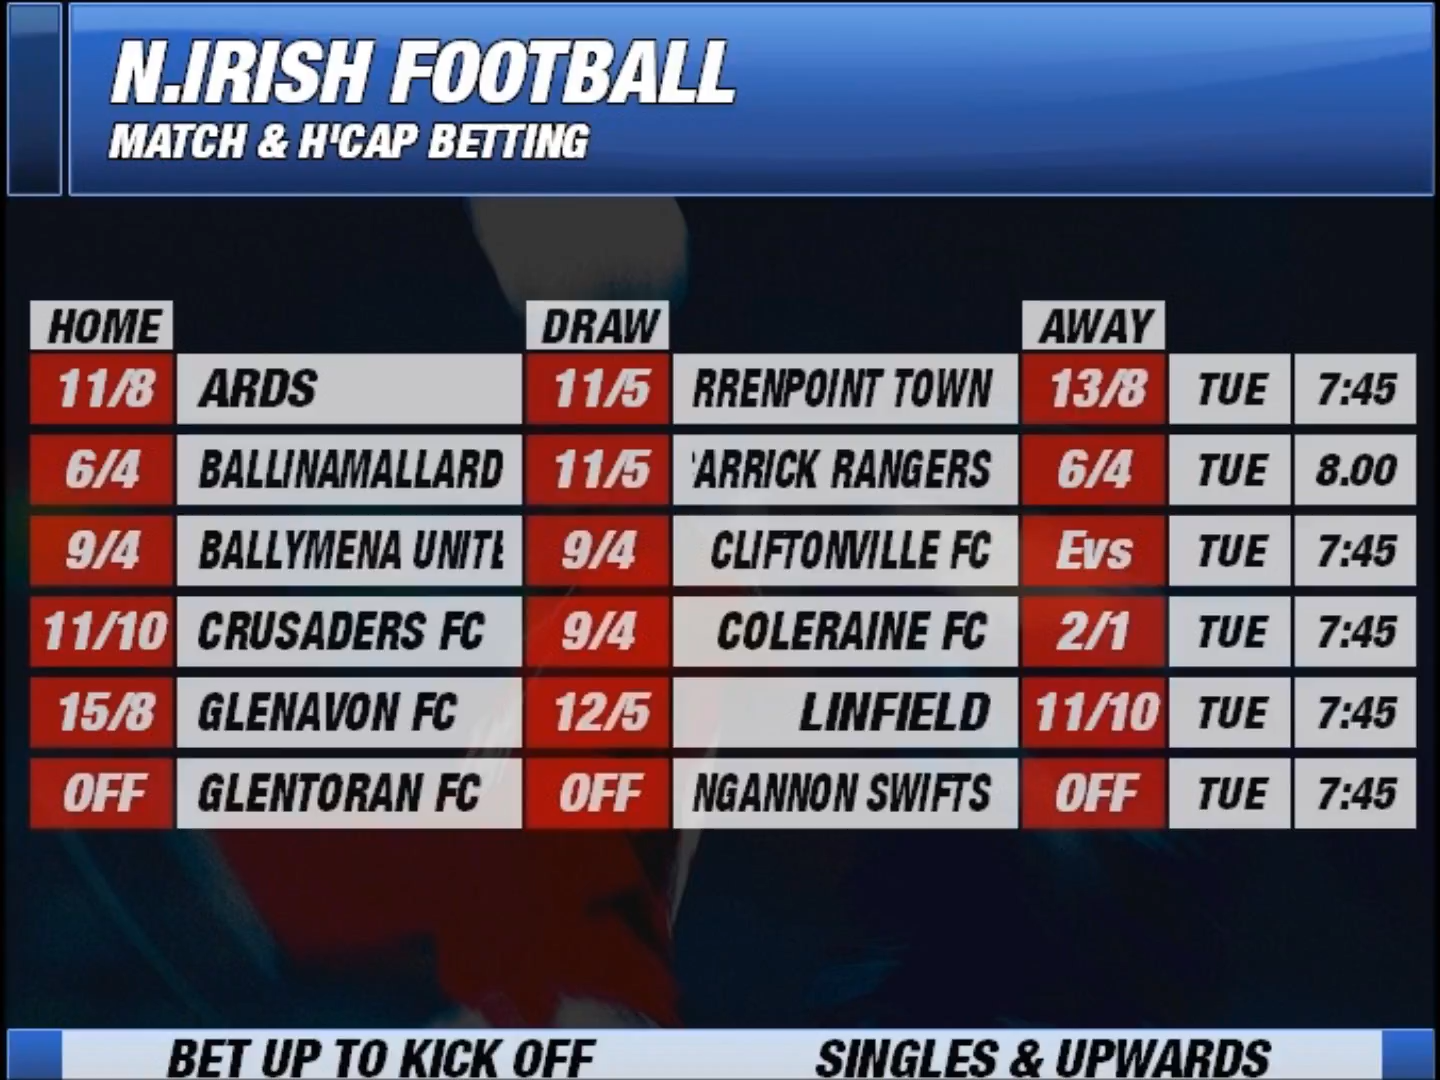 N.IRISH FOOTBALL
MATCH & H'CAP BETTING
HOME DRAW AWAY
11/8 ARDS 11/5 RRENPOINT TOWN 13/8 TUE 7:45
6/4 BALLINAMALLARD 11/5 ARRICK RANGERS 6/4 TUE 8.00
9/4 BALLYMENA UNITE 9/4 CLIFTONVILLE FC Evs TUE 7:45
11/10 CRUSADERS FC 9/4 COLERAINE FC 2/1 TUE 7:45
15/8 GLENAVON FC 12/5 LINFIELD 11/10 TUE 7:45
OFF GLENTORAN FC OFF NGANNON SWIFTS OFF TUE 7:45
BET UP TO KICK OFF SINGLES & UPWARDS